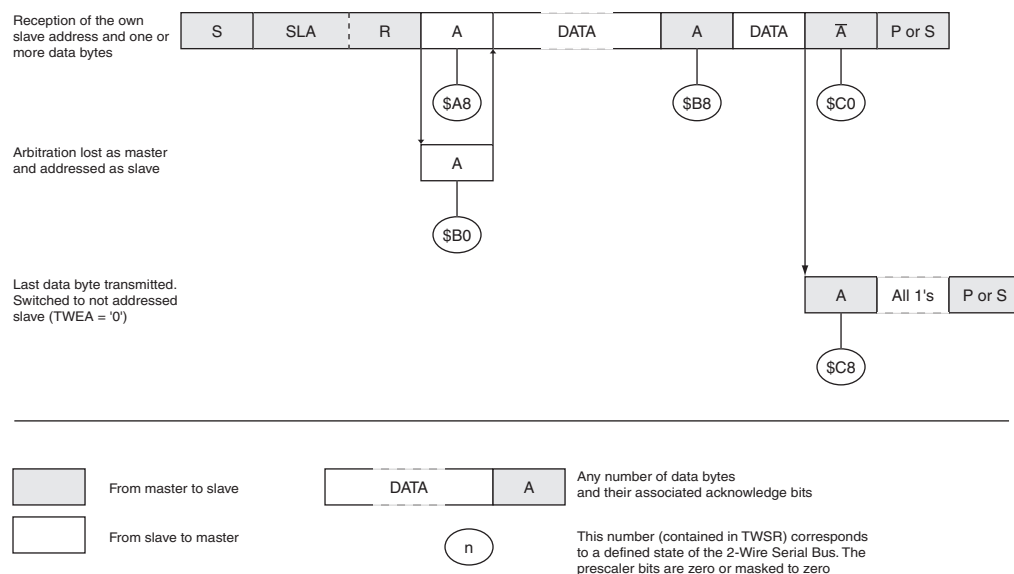 Reception of the own
slave address and one or
more data bytes
S SLA R A DATA A DATA A̅ P or S
$A8 $B8 $C0
Arbitration lost as master
and addressed as slave
A
$B0
Last data byte transmitted.
Switched to not addressed
slave (TWEA = '0')
A All 1's P or S
$C8
From master to slave
DATA A
Any number of data bytes
and their associated acknowledge bits
From slave to master
n
This number (contained in TWSR) corresponds
to a defined state of the 2-Wire Serial Bus. The
prescaler bits are zero or masked to zero